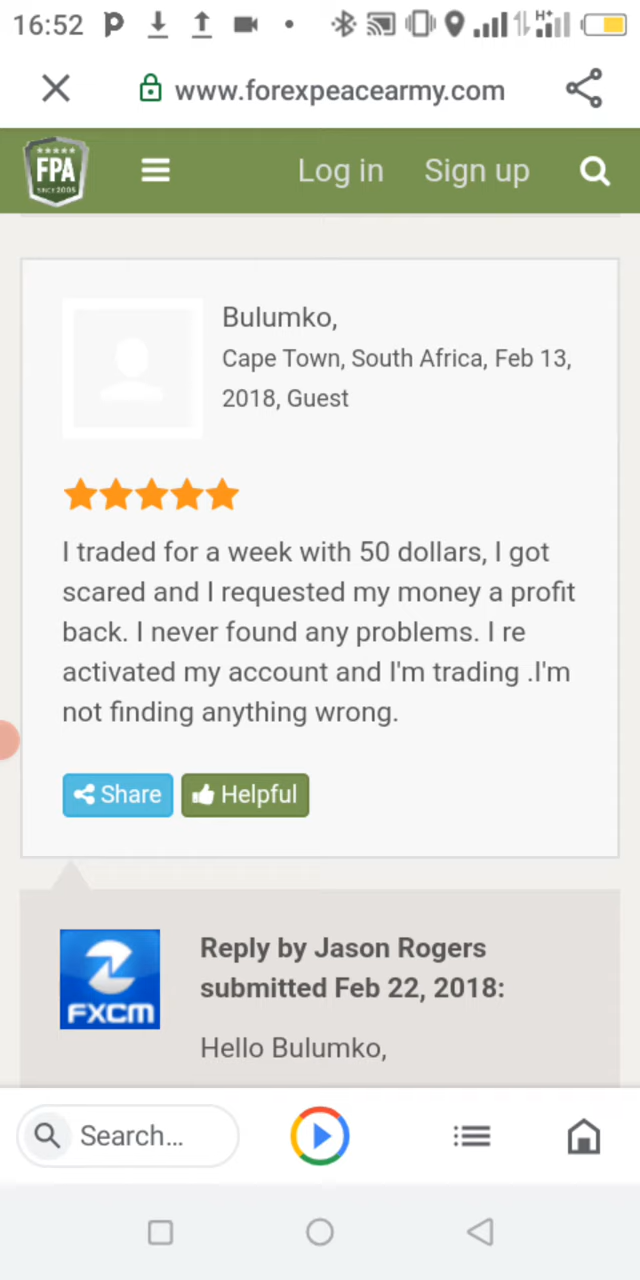 16:52
H+
www.forexpeacearmy.com
FPA
SINCE 2005
Log in
Sign up
Bulumko,
Cape Town, South Africa, Feb 13,
2018, Guest
I traded for a week with 50 dollars, I got
scared and I requested my money a profit
back. I never found any problems. I re
activated my account and I'm trading .I'm
not finding anything wrong.
Share
Helpful
FXCM
Reply by Jason Rogers
submitted Feb 22, 2018:
Hello Bulumko,
Search...